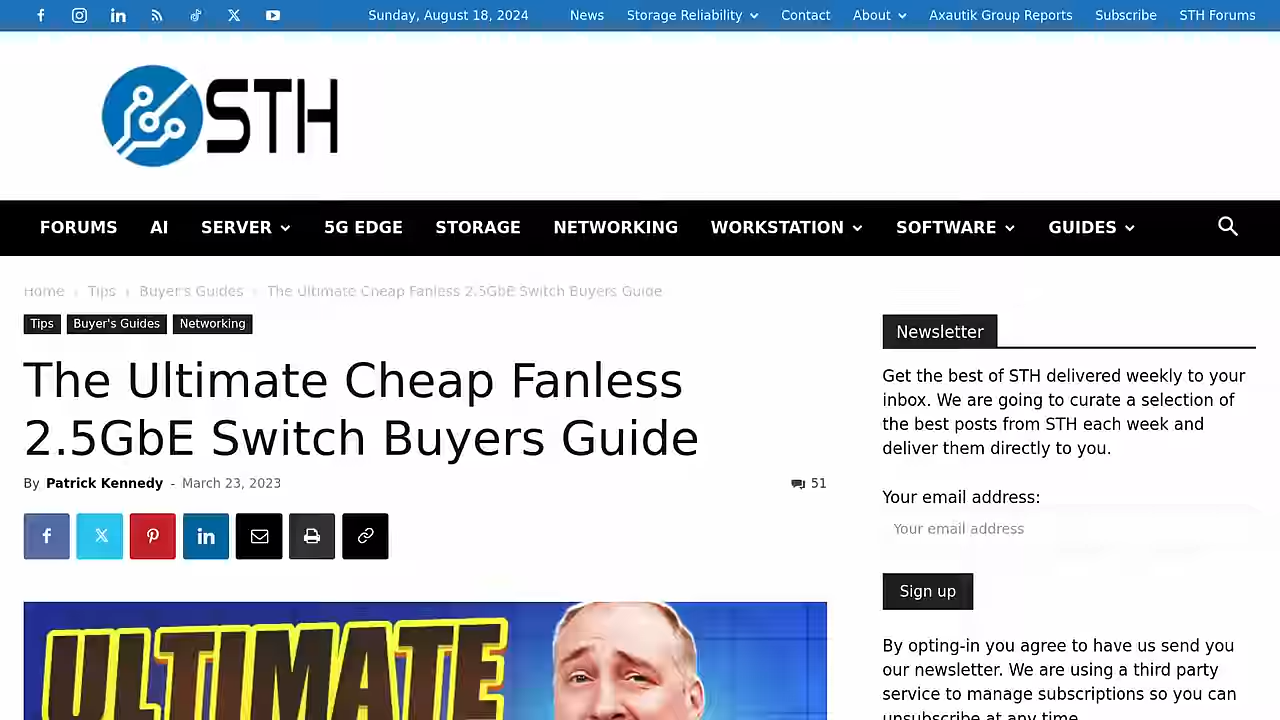 Sunday, August 18, 2024 News Storage Reliability Contact About Axautik Group Reports Subscribe STH Forums
STH
FORUMS AI SERVER 5G EDGE STORAGE NETWORKING WORKSTATION SOFTWARE GUIDES
Home Tips Buyer's Guides The Ultimate Cheap Fanless 2.5GbE Switch Buyers Guide
Tips Buyer's Guides Networking
The Ultimate Cheap Fanless
2.5GbE Switch Buyers Guide
By Patrick Kennedy - March 23, 2023 51
ULTIMATE
Newsletter
Get the best of STH delivered weekly to your
inbox. We are going to curate a selection of
the best posts from STH each week and
deliver them directly to you.
Your email address:
Your email address
Sign up
By opting-in you agree to have us send you
our newsletter. We are using a third party
service to manage subscriptions so you can
unsubscribe at any time.